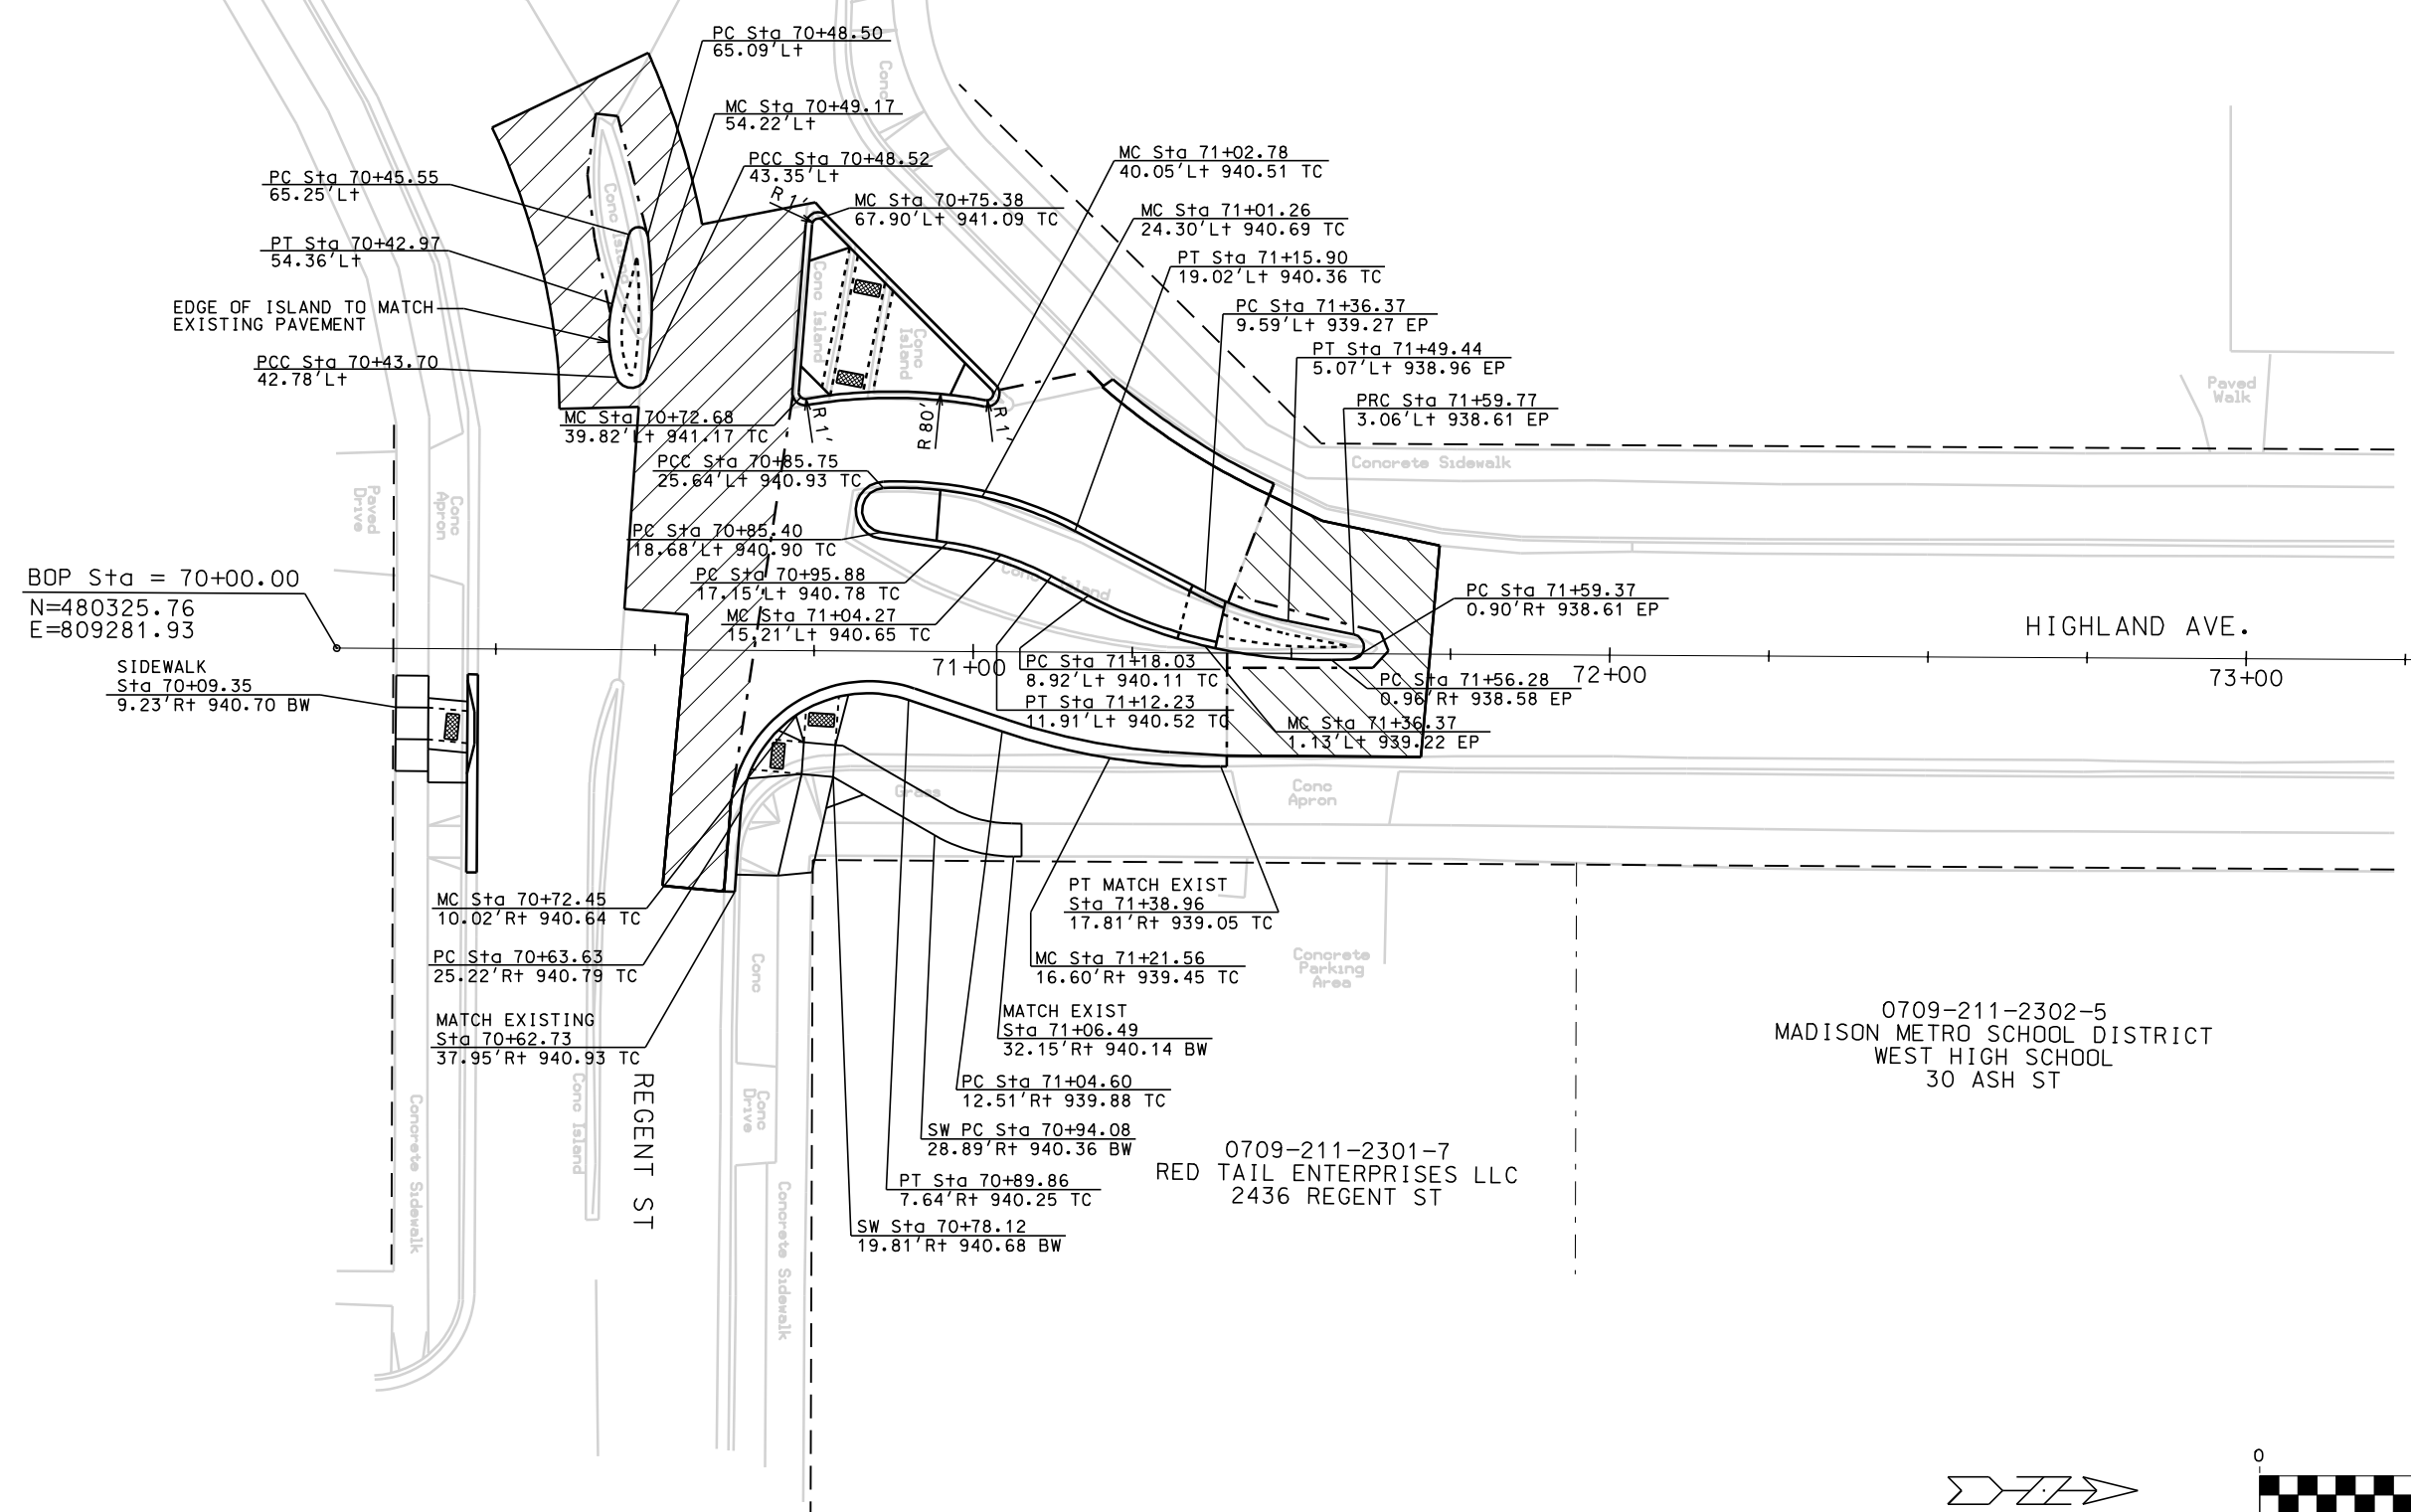 PC Sta 70+48.50
65.09'Lt
MC Sta 70+49.17
54.22'Lt
PCC Sta 70+48.52
43.35'Lt
PC Sta 70+45.55
65.25'Lt
PT Sta 70+42.97
54.36'Lt
EDGE OF ISLAND TO MATCH
EXISTING PAVEMENT
PCC Sta 70+43.70
42.78'Lt
R 1'
MC Sta 70+75.38
67.90'Lt 941.09 TC
MC Sta 71+02.78
40.05'Lt 940.51 TC
MC Sta 71+01.26
24.30'Lt 940.69 TC
PT Sta 71+15.90
19.02'Lt 940.36 TC
PC Sta 71+36.37
9.59'Lt 939.27 EP
PT Sta 71+49.44
5.07'Lt 938.96 EP
PRC Sta 71+59.77
3.06'Lt 938.61 EP
Conc
Conc Island
Conc Island
Conc
Island
R 1'
R 80'
R 1'
MC Sta 70+72.68
39.82'Lt 941.17 TC
PCC Sta 70+85.75
25.64'Lt 940.93 TC
PC Sta 70+85.40
18.68'Lt 940.90 TC
PC Sta 70+95.88
17.15'Lt 940.78 TC
MC Sta 71+04.27
15.21'Lt 940.65 TC
Conc Island
Concrete Sidewalk
Paved
Walk
Paved
Drive
Conc
Apron
BOP Sta = 70+00.00
N=480325.76
E=809281.93
SIDEWALK
Sta 70+09.35
9.23'Rt 940.70 BW
PC Sta 71+59.37
0.90'Rt 938.61 EP
HIGHLAND AVE.
71+00
72+00
73+00
PC Sta 71+18.03
8.92'Lt 940.11 TC
PT Sta 71+12.23
11.91'Lt 940.52 TC
PC Sta 71+56.28
0.96'Rt 938.58 EP
MC Sta 71+36.37
1.13'Lt 939.22 EP
Grass
Conc
Apron
MC Sta 70+72.45
10.02'Rt 940.64 TC
PC Sta 70+63.63
25.22'Rt 940.79 TC
MATCH EXISTING
Sta 70+62.73
37.95'Rt 940.93 TC
PT MATCH EXIST
Sta 71+38.96
17.81'Rt 939.05 TC
MC Sta 71+21.56
16.60'Rt 939.45 TC
MATCH EXIST
Sta 71+06.49
32.15'Rt 940.14 BW
PC Sta 71+04.60
12.51'Rt 939.88 TC
SW PC Sta 70+94.08
28.89'Rt 940.36 BW
PT Sta 70+89.86
7.64'Rt 940.25 TC
SW Sta 70+78.12
19.81'Rt 940.68 BW
Concrete
Parking
Area
Conc
Conc
Drive
Conc Island
Concrete Sidewalk
Concrete Sidewalk
REGENT ST
0709-211-2301-7
RED TAIL ENTERPRISES LLC
2436 REGENT ST
0709-211-2302-5
MADISON METRO SCHOOL DISTRICT
WEST HIGH SCHOOL
30 ASH ST
N
0